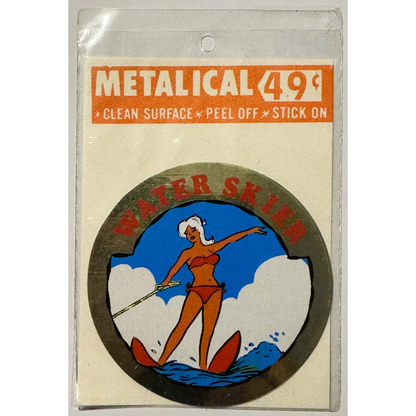 METALICAL 49¢
* CLEAN SURFACE * PEEL OFF * STICK ON
WATER SKIER